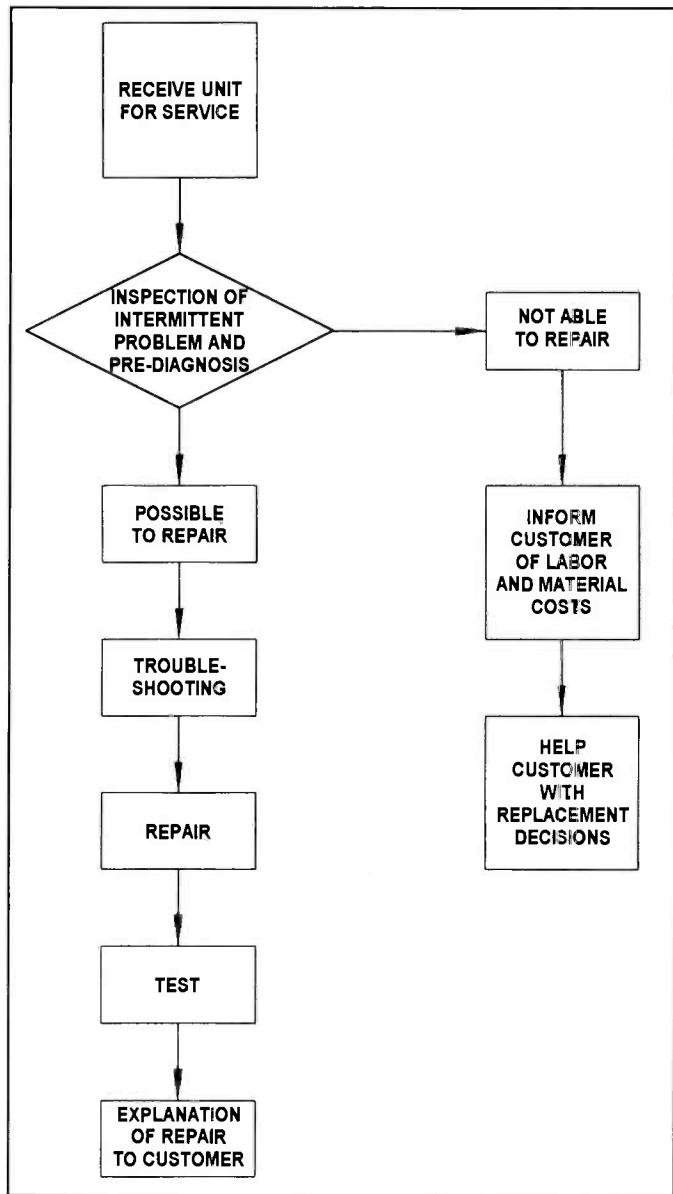 RECEIVE UNIT
FOR SERVICE
INSPECTION OF
INTERMITTENT
PROBLEM AND
PRE-DIAGNOSIS
NOT ABLE
TO REPAIR
POSSIBLE
TO REPAIR
INFORM
CUSTOMER
OF LABOR
AND MATERIAL
COSTS
TROUBLE-
SHOOTING
HELP
CUSTOMER
WITH
REPLACEMENT
DECISIONS
REPAIR
TEST
EXPLANATION
OF REPAIR
TO CUSTOMER